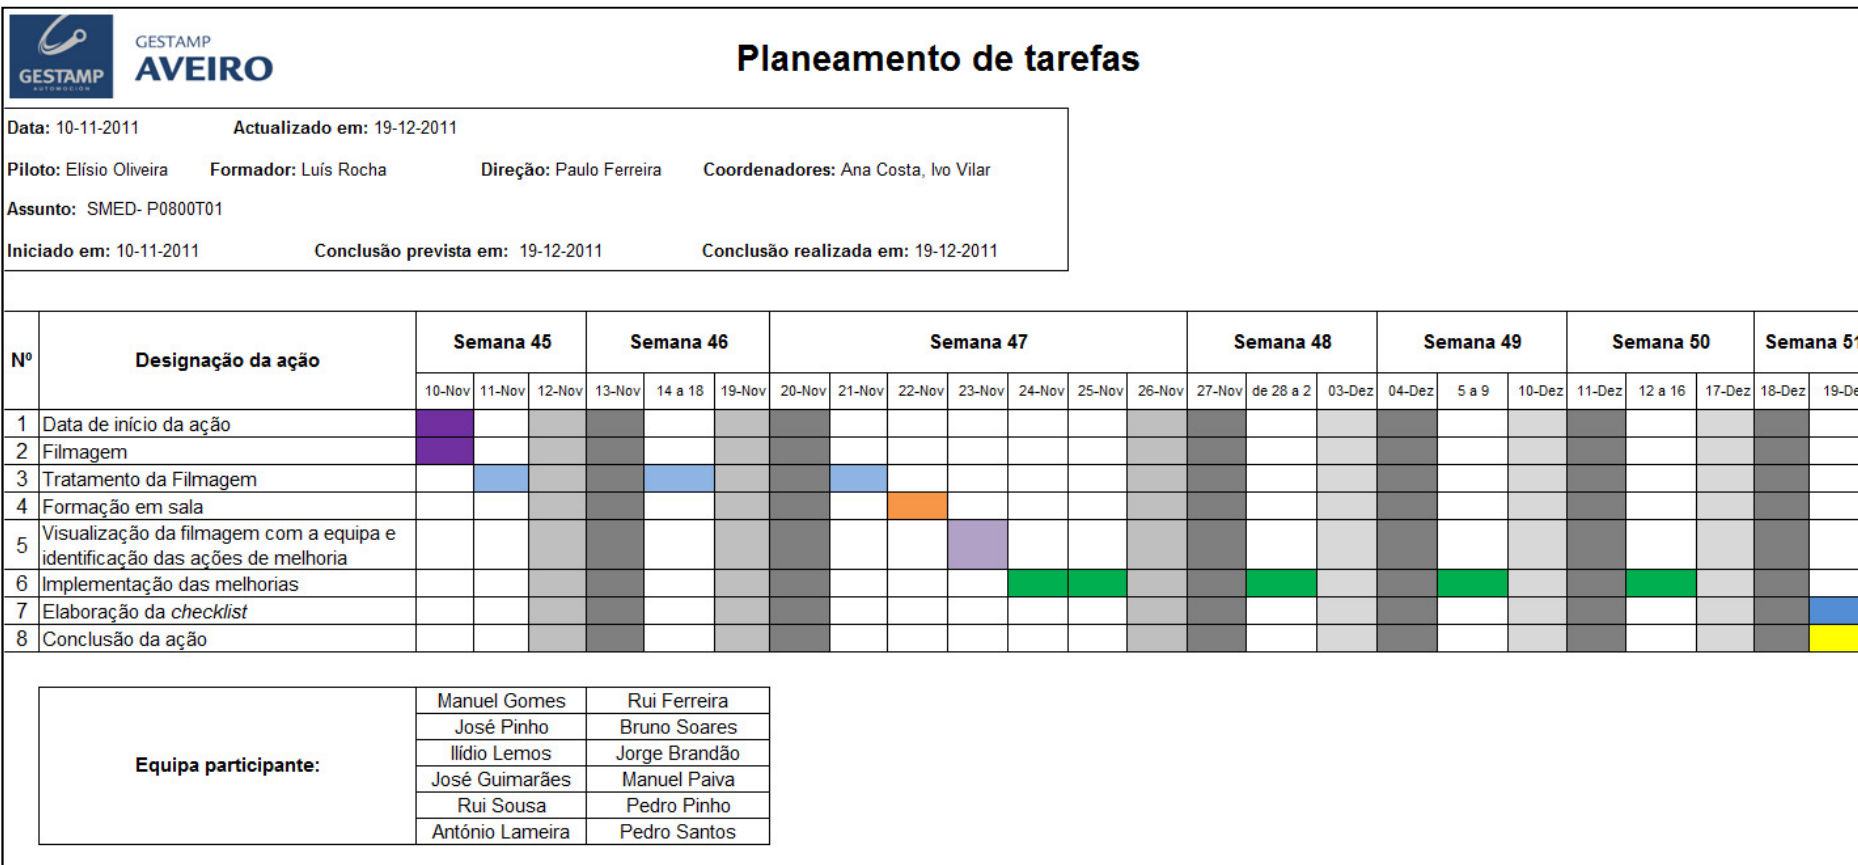 GESTAMP
AUTOMOCIÓN
GESTAMP
AVEIRO
Planeamento de tarefas
Data: 10-11-2011 Actualizado em: 19-12-2011
Piloto: Elísio Oliveira Formador: Luís Rocha Direção: Paulo Ferreira Coordenadores: Ana Costa, Ivo Vilar
Assunto: SMED- P0800T01
Iniciado em: 10-11-2011 Conclusão prevista em: 19-12-2011 Conclusão realizada em: 19-12-2011
Nº Designação da ação Semana 45 Semana 46 Semana 47 Semana 48 Semana 49 Semana 50 Semana 51
10-Nov 11-Nov 12-Nov 13-Nov 14 a 18 19-Nov 20-Nov 21-Nov 22-Nov 23-Nov 24-Nov 25-Nov 26-Nov 27-Nov de 28 a 2 03-Dez 04-Dez 5 a 9 10-Dez 11-Dez 12 a 16 17-Dez 18-Dez 19-De
1 Data de início da ação
2 Filmagem
3 Tratamento da Filmagem
4 Formação em sala
5 Visualização da filmagem com a equipa e
identificação das ações de melhoria
6 Implementação das melhorias
7 Elaboração da checklist
8 Conclusão da ação
Equipa participante:
Manuel Gomes Rui Ferreira
José Pinho Bruno Soares
Ilídio Lemos Jorge Brandão
José Guimarães Manuel Paiva
Rui Sousa Pedro Pinho
António Lameira Pedro Santos